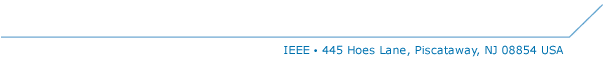 IEEE • 445 Hoes Lane, Piscataway, NJ 08854 USA